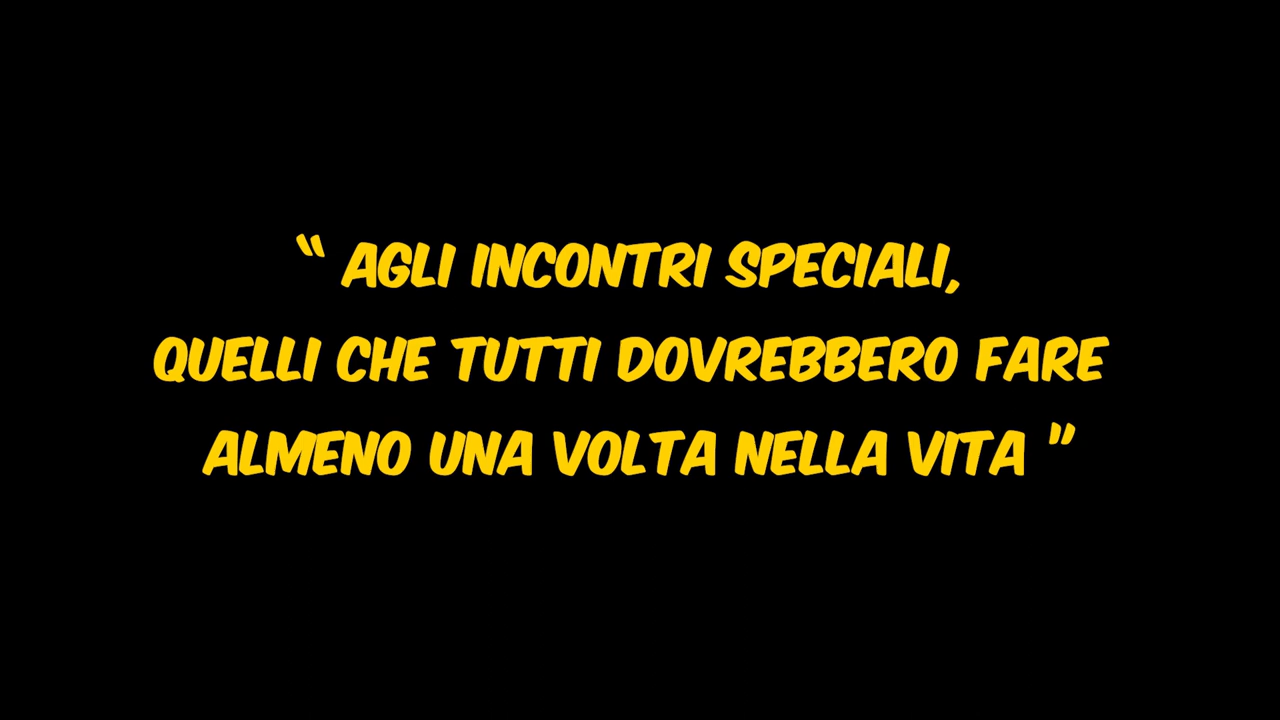 “ AGLI INCONTRI SPECIALI,
QUELLI CHE TUTTI DOVREBBERO FARE
ALMENO UNA VOLTA NELLA VITA ”